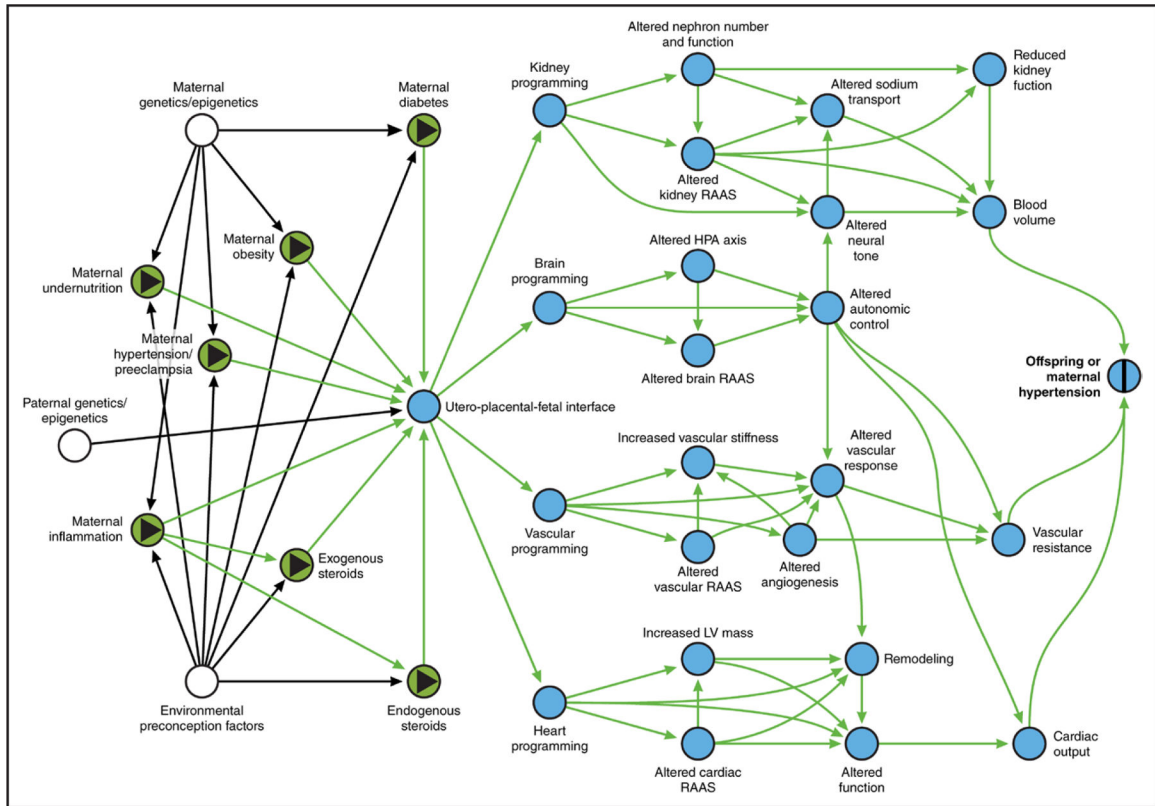 Altered nephron number
and function
Reduced
kidney
fuction
Kidney
programming
Altered sodium
transport
Maternal
genetics/epigenetics
Maternal
diabetes
Altered
kidney RAAS
Blood
volume
Altered
neural
tone
Maternal
obesity
Altered HPA axis
Maternal
undernutrition
Brain
programming
Altered
autonomic
control
Maternal
hypertension/
preeclampsia
Altered brain RAAS
Offspring or
maternal
hypertension
Paternal genetics/
epigenetics
Utero-placental-fetal interface
Increased vascular stiffness
Altered
vascular
response
Maternal
inflammation
Vascular
programming
Exogenous
steroids
Altered
vascular RAAS
Altered
angiogenesis
Vascular
resistance
Increased LV mass
Remodeling
Environmental
preconception factors
Endogenous
steroids
Heart
programming
Altered cardiac
RAAS
Altered
function
Cardiac
output